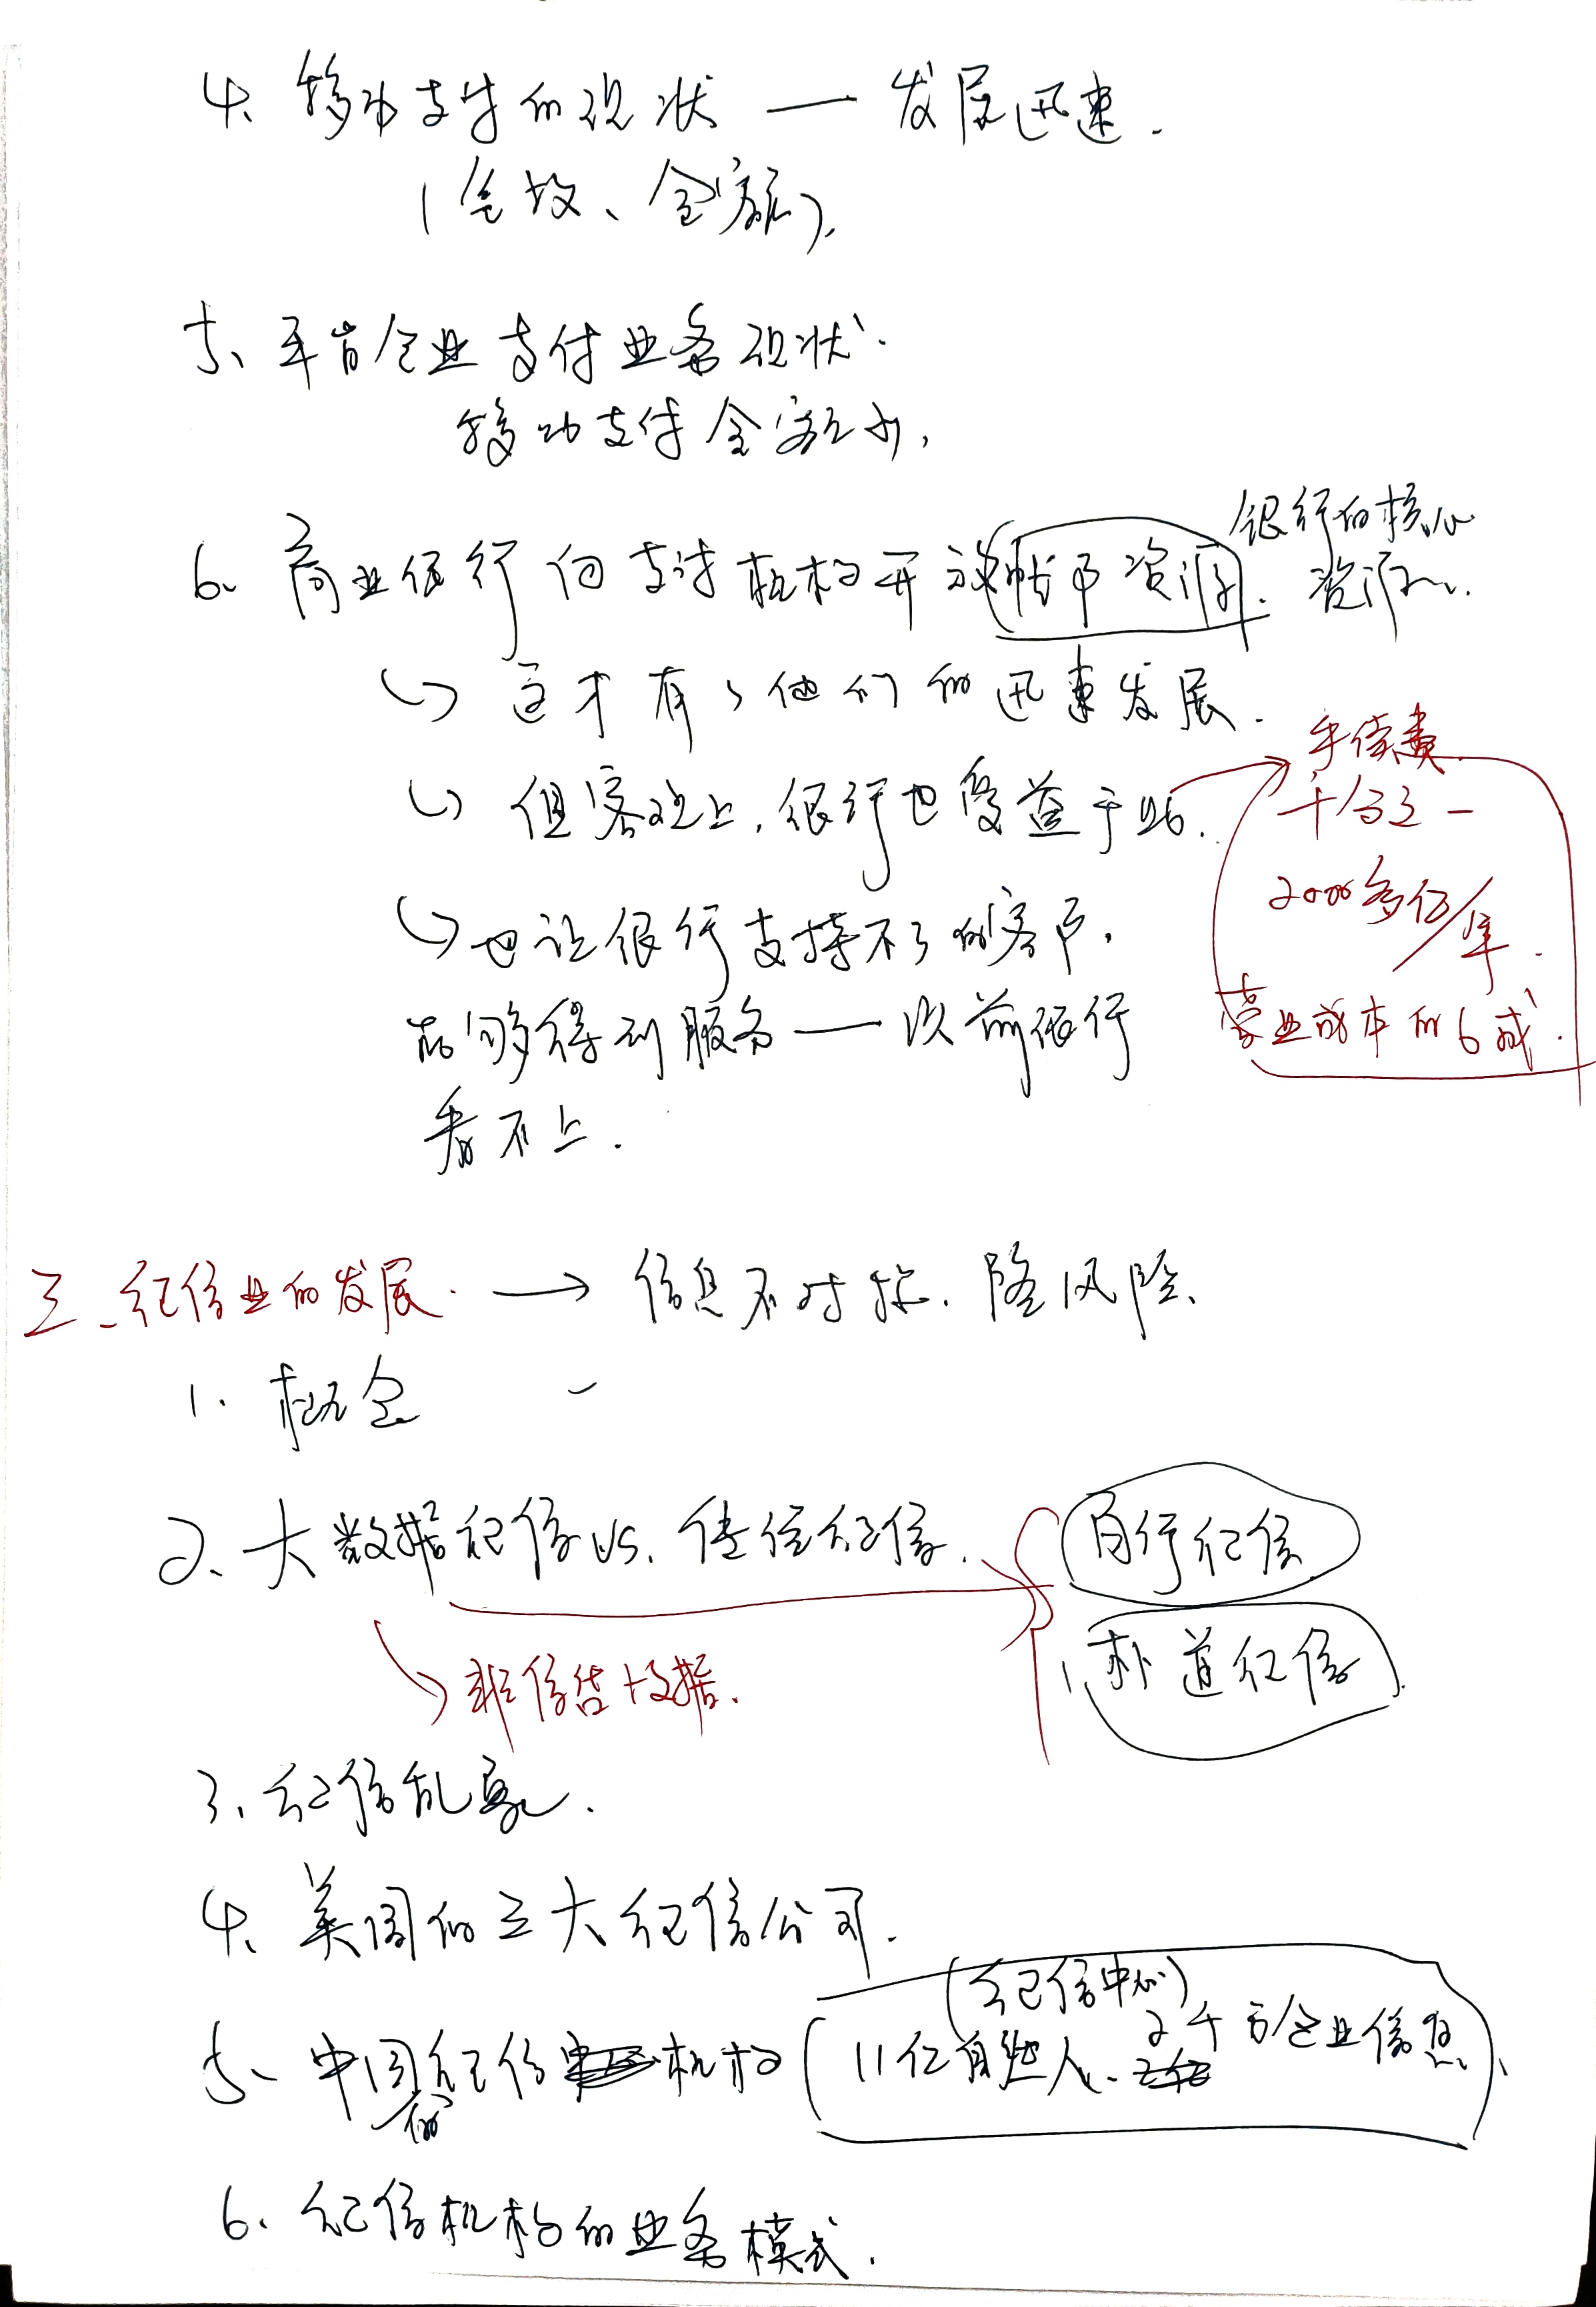 4、移动支付的现状 — 发展迅速.
(笔数、金额).
5、非银企业支付业务现状.
移动支付金额小,
6、商业银行向支付机构开放帐户资源.
银行的核心
资源.
↳ 这才有了他们的迅速发展.
↳ 但客观上,银行也受益于此.
手续费
十分之一
2000多亿/年.
营业成本的6成.
↳ 也让银行支持不了的客户,
能够得到服务 — 以前银行
看不上.
三、征信业的发展. → 信息不对称. 降风险、
1. 概念
2、大数据征信 VS. 传统征信.
百行征信
朴道征信
↳ 非信贷数据.
3、征信乱象.
4、美国的三大征信公司.
(征信中心)
5、中国的征信机构 (11亿自然人、2千万企业信息).
6、征信机构的业务模式.